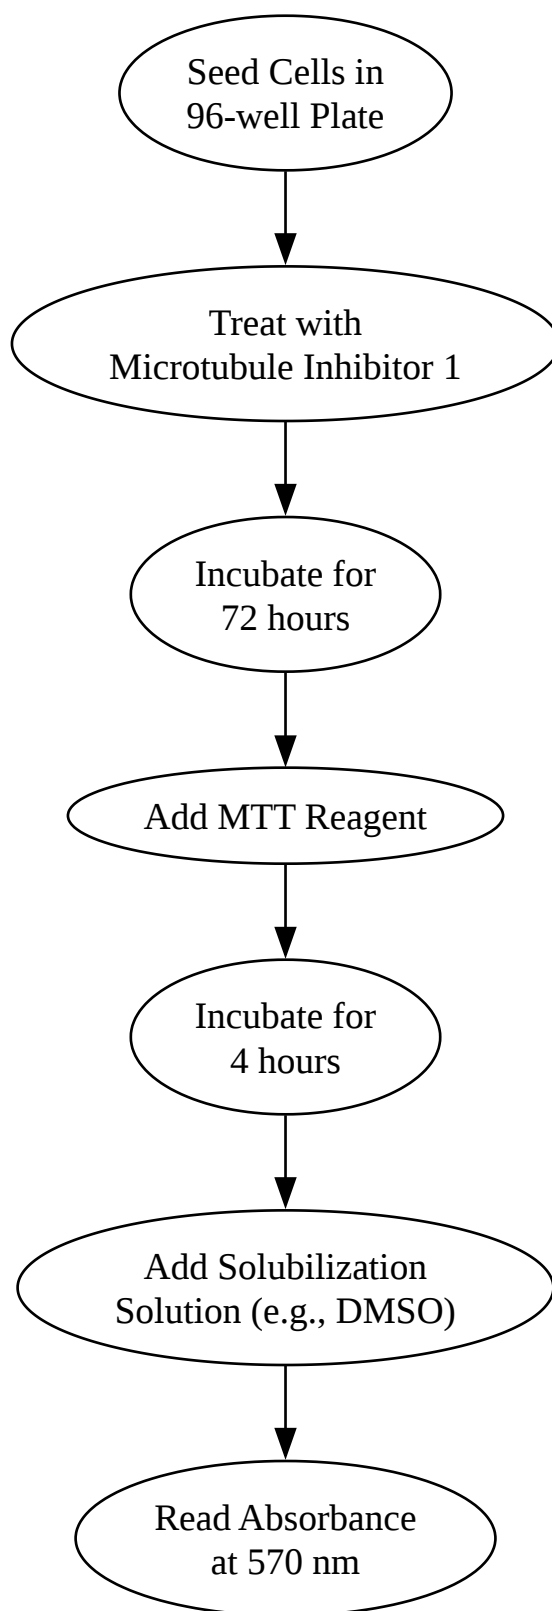 Seed Cells in
96-well Plate
Treat with
Microtubule Inhibitor 1
Incubate for
72 hours
Add MTT Reagent
Incubate for
4 hours
Add Solubilization
Solution (e.g., DMSO)
Read Absorbance
at 570 nm